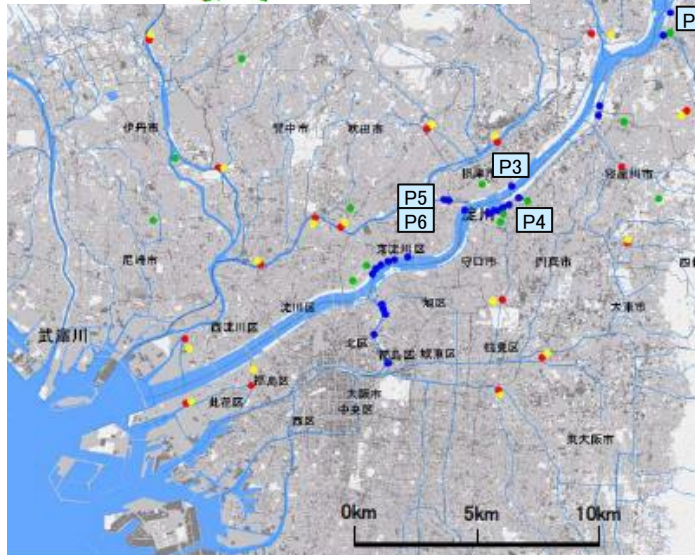 P
伊丹市
豊中市
吹田市
摂津市
P3
寝屋川市
P5
P6
淀川
P4
尼崎市
東淀川区
守口市
門真市
四條
淀川区
旭区
大東市
西淀川区
武庫川
北区
都島区
城東区
鶴見区
福島区
大阪市
中央区
此花区
西区
東大阪市
0km
5km
10km